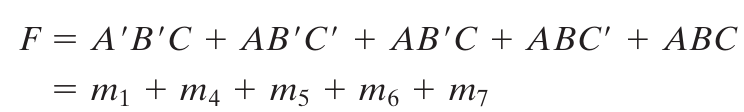 F = A′B′C + AB′C′ + AB′C + ABC′ + ABC
= m₁ + m₄ + m₅ + m₆ + m₇